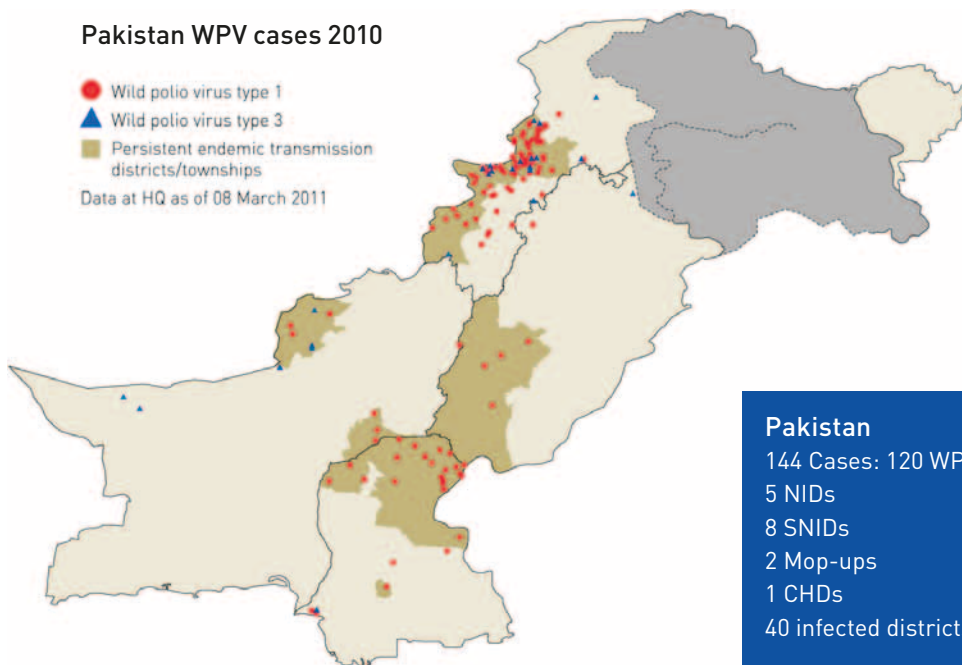 Pakistan WPV cases 2010
Wild polio virus type 1
Wild polio virus type 3
Persistent endemic transmission
districts/townships
Data at HQ as of 08 March 2011
Pakistan
144 Cases: 120 WP
5 NIDs
8 SNIDs
2 Mop-ups
1 CHDs
40 infected district